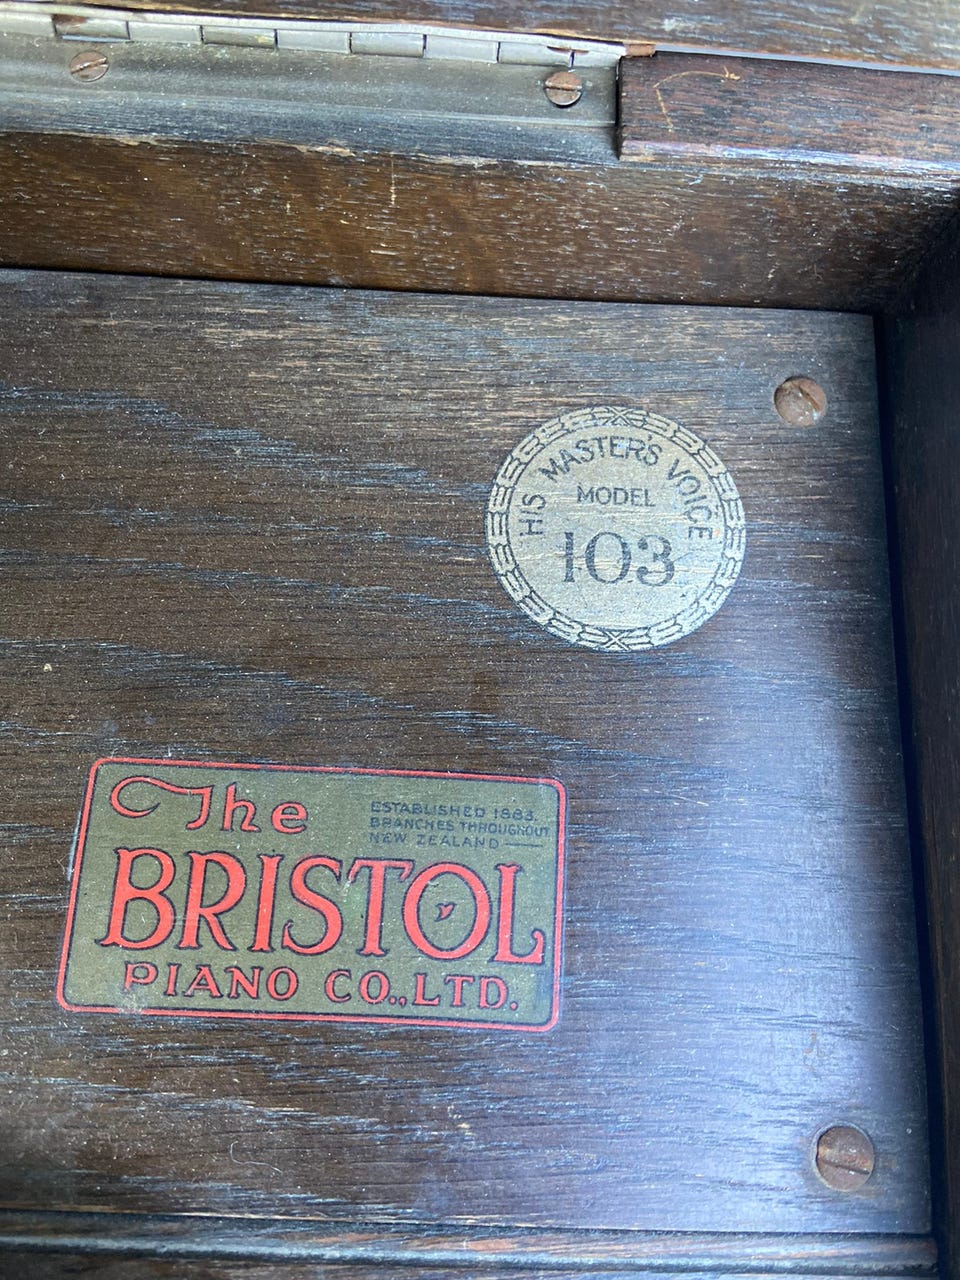 HIS MASTER'S VOICE
MODEL
103
The
ESTABLISHED 1883.
BRANCHES THROUGHOUT
NEW ZEALAND
BRISTOL
PIANO CO., LTD.